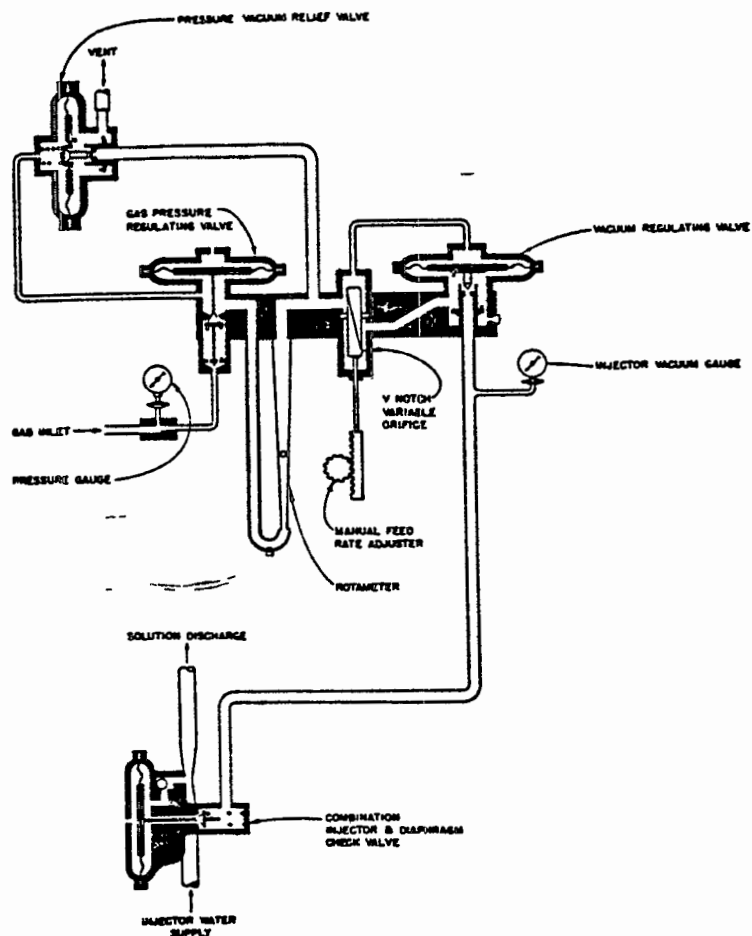 PRESSURE VACUUM RELIEF VALVE
VENT
GAS PRESSURE
REGULATING VALVE
VACUUM REGULATING VALVE
INJECTOR VACUUM GAUGE
V NOTCH
VARIABLE
ORIFICE
GAS INLET
PRESSURE GAUGE
MANUAL FEED
RATE ADJUSTER
ROTAMETER
SOLUTION DISCHARGE
COMBINATION
INJECTOR & DIAPHRAGM
CHECK VALVE
INJECTOR WATER
SUPPLY